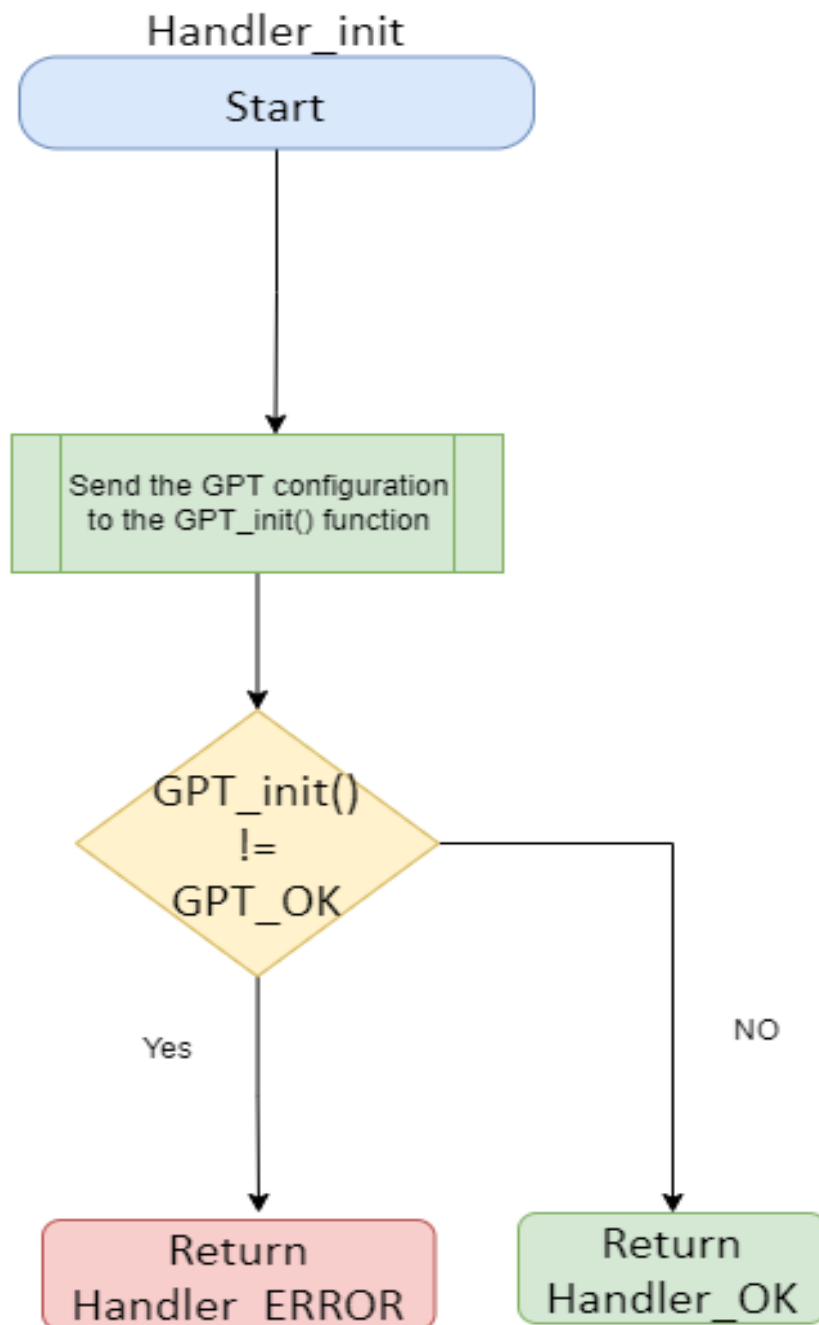 Handler_init
Start
Send the GPT configuration
to the GPT_init() function
GPT_init()
!=
GPT_OK
Yes
NO
Return
Handler_ERROR
Return
Handler_OK